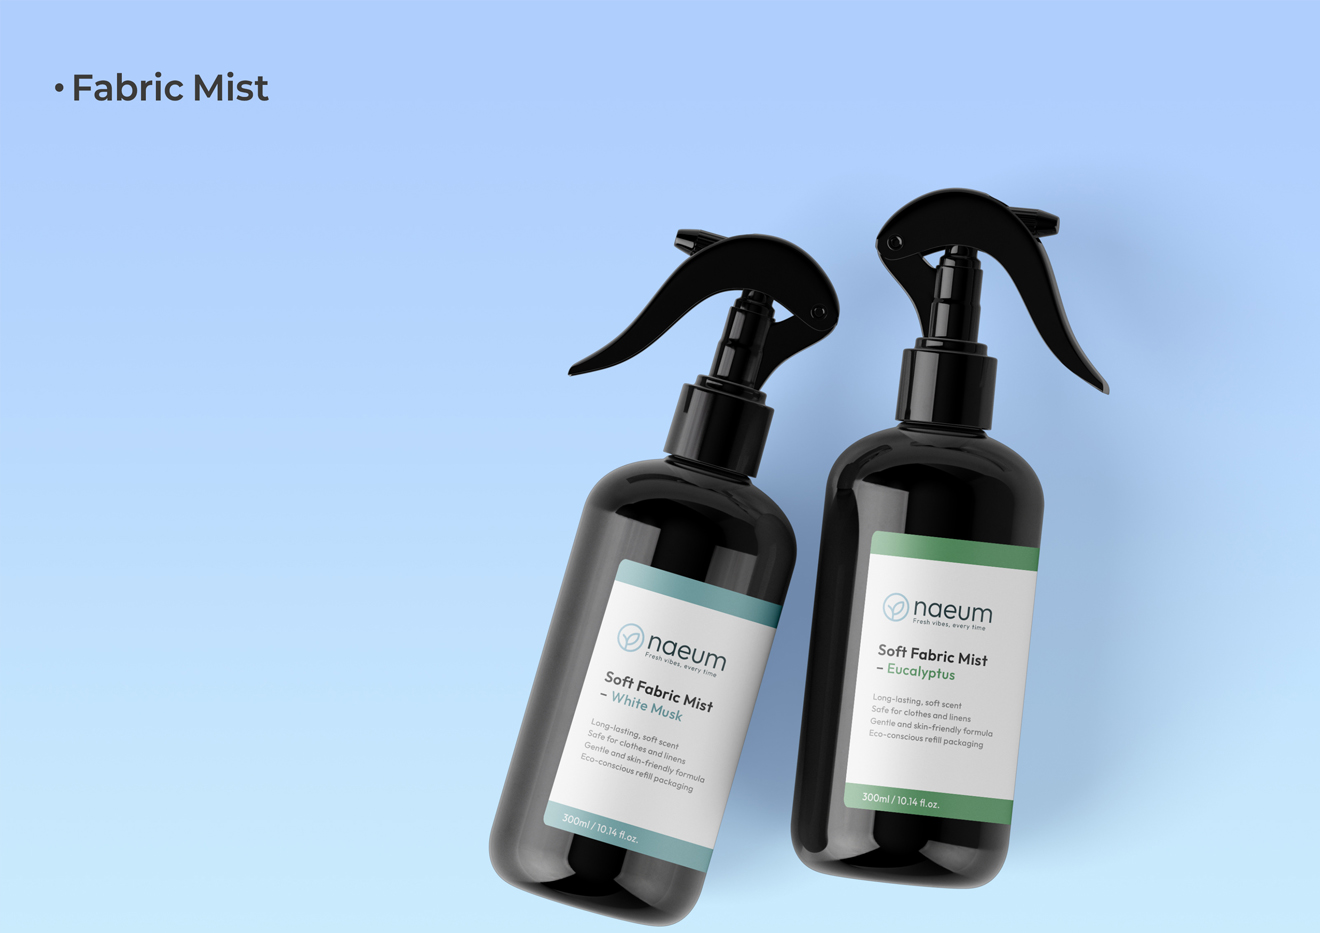 • Fabric Mist
naeum
Fresh vibes, every time
Soft Fabric Mist
– White Musk
Long-lasting, soft scent
Safe for clothes and linens
Gentle and skin-friendly formula
Eco-conscious refill packaging
300ml / 10.14 fl.oz.
naeum
Fresh vibes, every time
Soft Fabric Mist
– Eucalyptus
Long-lasting, soft scent
Safe for clothes and linens
Gentle and skin-friendly formula
Eco-conscious refill packaging
300ml / 10.14 fl.oz.